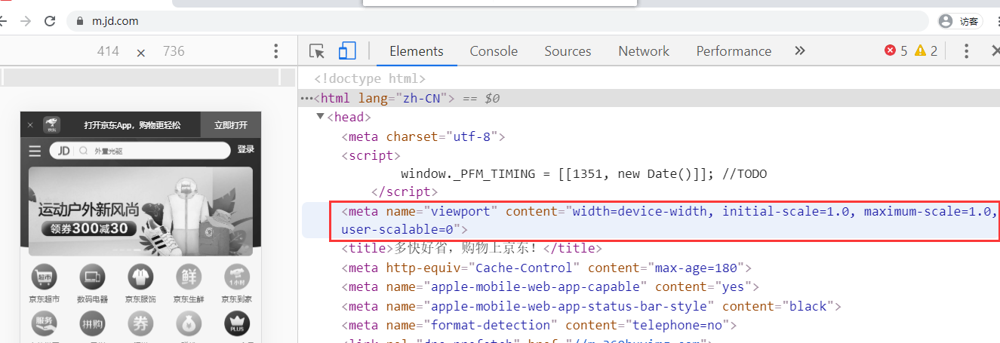 m.jd.com
访客
414 × 736
Elements Console Sources Network Performance » 5 2
<!doctype html>
···<html lang="zh-CN"> == $0
▼<head>
<meta charset="utf-8">
<script>
window._PFM_TIMING = [[1351, new Date()]]; //TODO
</script>
<meta name="viewport" content="width=device-width, initial-scale=1.0, maximum-scale=1.0,
user-scalable=0">
<title>多快好省，购物上京东！</title>
<meta http-equiv="Cache-Control" content="max-age=180">
<meta name="apple-mobile-web-app-capable" content="yes">
<meta name="apple-mobile-web-app-status-bar-style" content="black">
<meta name="format-detection" content="telephone=no">
× 京东 打开京东App，购物更轻松 立即打开
JD 外置光驱 登录
运动户外新风尚
领券300减30
超市 鲜 1小时
京东超市 数码电器 京东服饰 京东生鲜 京东到家
服务 拼购 券 PLUS